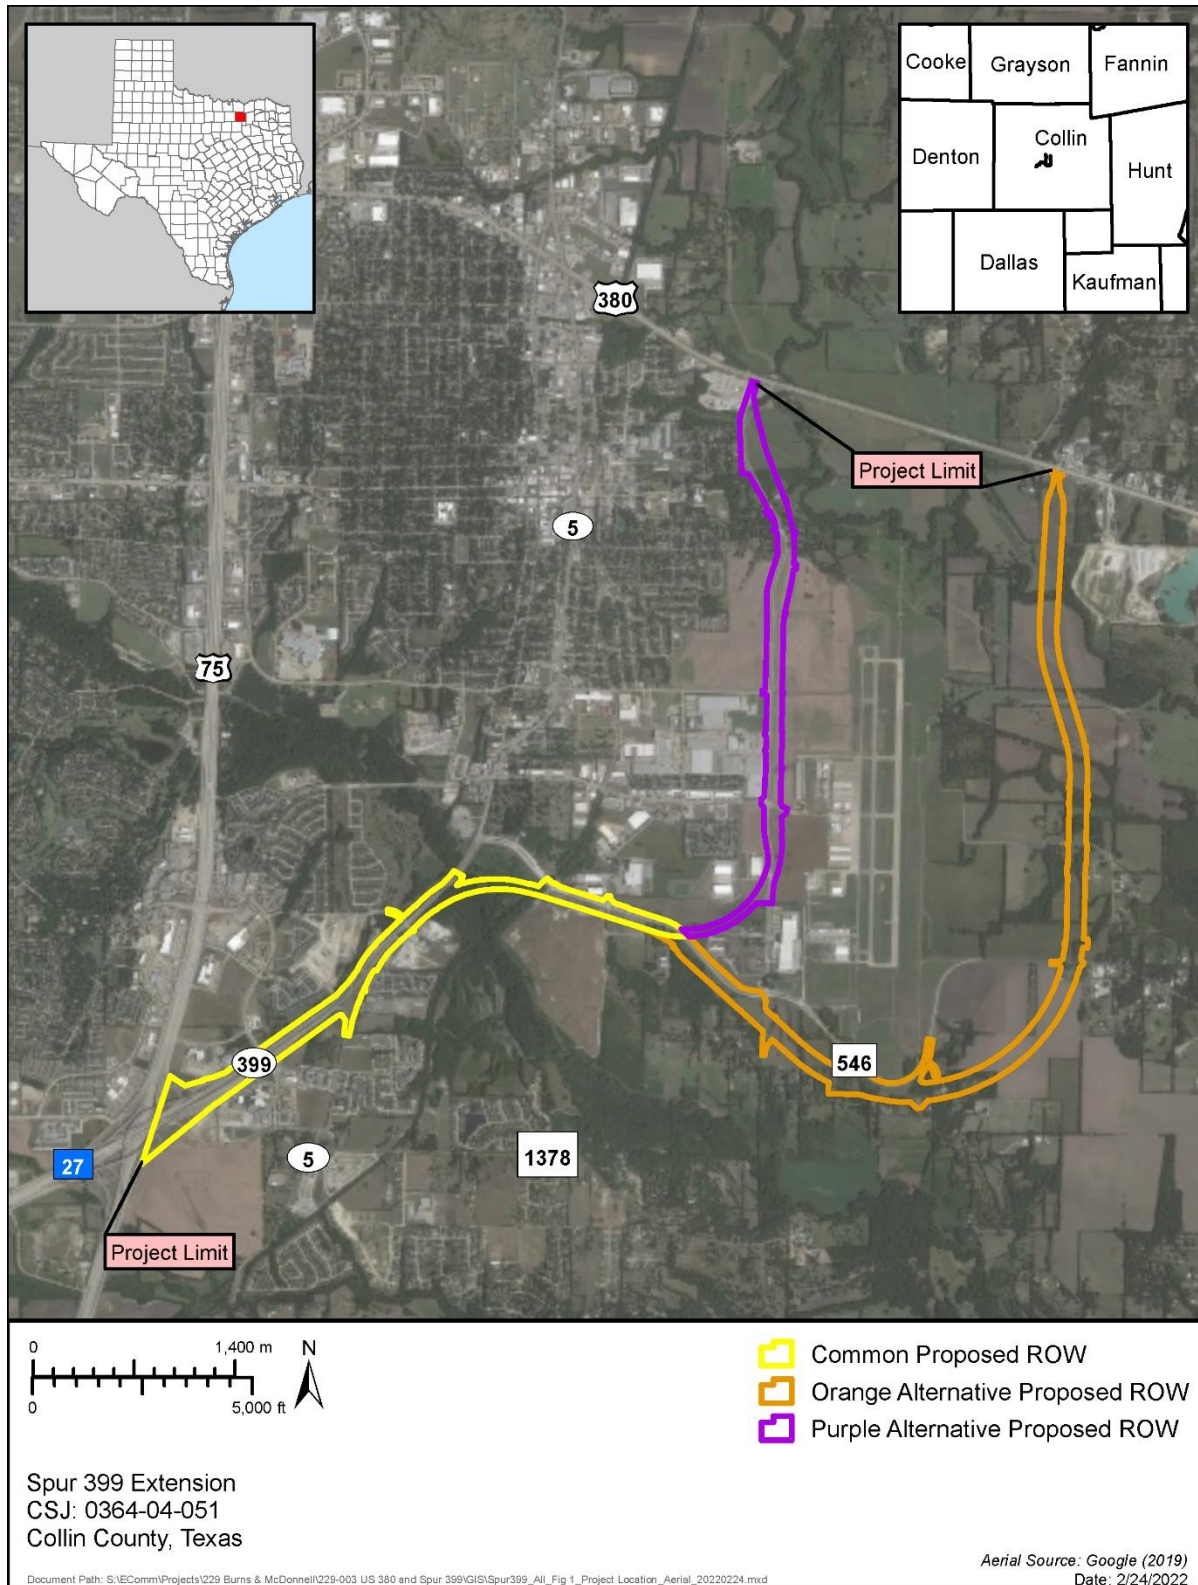 Cooke
Grayson
Fannin
Denton
Collin
Hunt
Dallas
Kaufman
380
Project Limit
5
75
399
546
27
5
1378
Project Limit
0 1,400 m
0 5,000 ft
N
Common Proposed ROW
Orange Alternative Proposed ROW
Purple Alternative Proposed ROW
Spur 399 Extension
CSJ: 0364-04-051
Collin County, Texas
Aerial Source: Google (2019)
Document Path: S:\EComm\Projects\229 Burns & McDonnell\229-003 US 380 and Spur 399\GIS\Spur399_All_Fig 1_Project Location_Aerial_20220224.mxd
Date: 2/24/2022